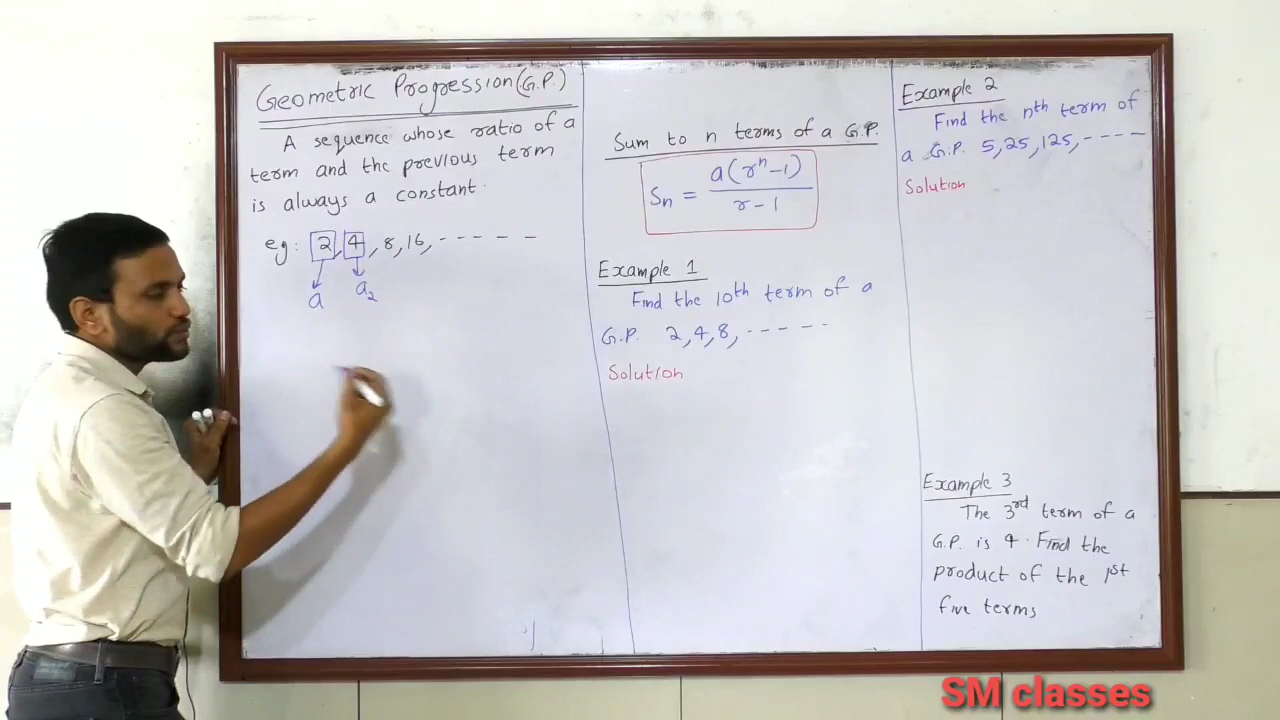 Geometric Progression(G.P.)
A sequence whose ratio of a
term and the previous term
is always a constant.
eg: 2, 4, 8, 16, - - - - -
a a₂
Sum to n terms of a G.P.
Sₙ = a(rⁿ-1) / r-1
Example 1
Find the 10th term of a
G.P. 2, 4, 8, - - - - -
Solution
Example 2
Find the nth term of
a G.P. 5, 25, 125, - - - -
Solution
Example 3
The 3rd term of a
G.P. is 4. Find the
product of the 1st
five terms
SM classes